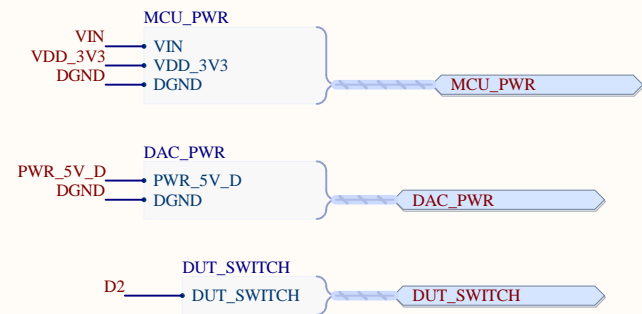 MCU_PWR
VIN VIN
VDD_3V3 VDD_3V3
DGND DGND MCU_PWR
DAC_PWR
PWR_5V_D PWR_5V_D
DGND DGND DAC_PWR
DUT_SWITCH
D2 DUT_SWITCH DUT_SWITCH